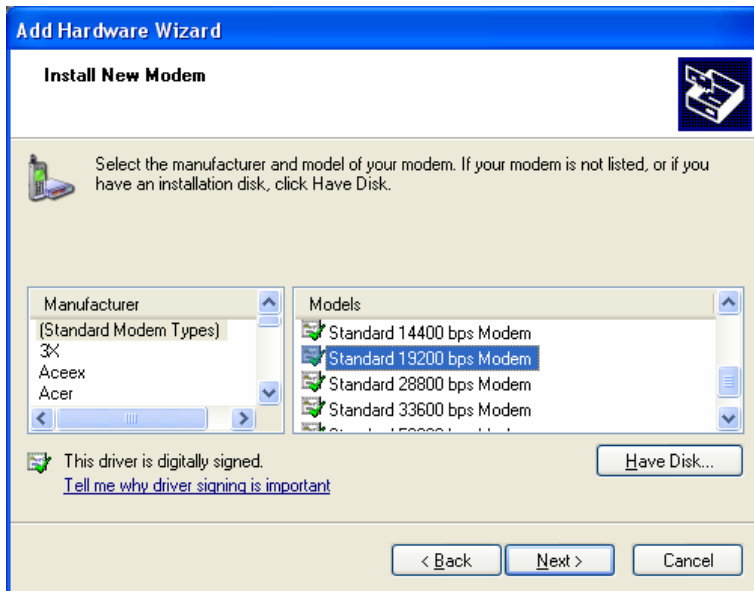 Add Hardware Wizard
Install New Modem
Select the manufacturer and model of your modem. If your modem is not listed, or if you
have an installation disk, click Have Disk.
Manufacturer
(Standard Modem Types)
3X
Aceex
Acer
Models
Standard 14400 bps Modem
Standard 19200 bps Modem
Standard 28800 bps Modem
Standard 33600 bps Modem
This driver is digitally signed.
Tell me why driver signing is important
Have Disk...
< Back
Next >
Cancel